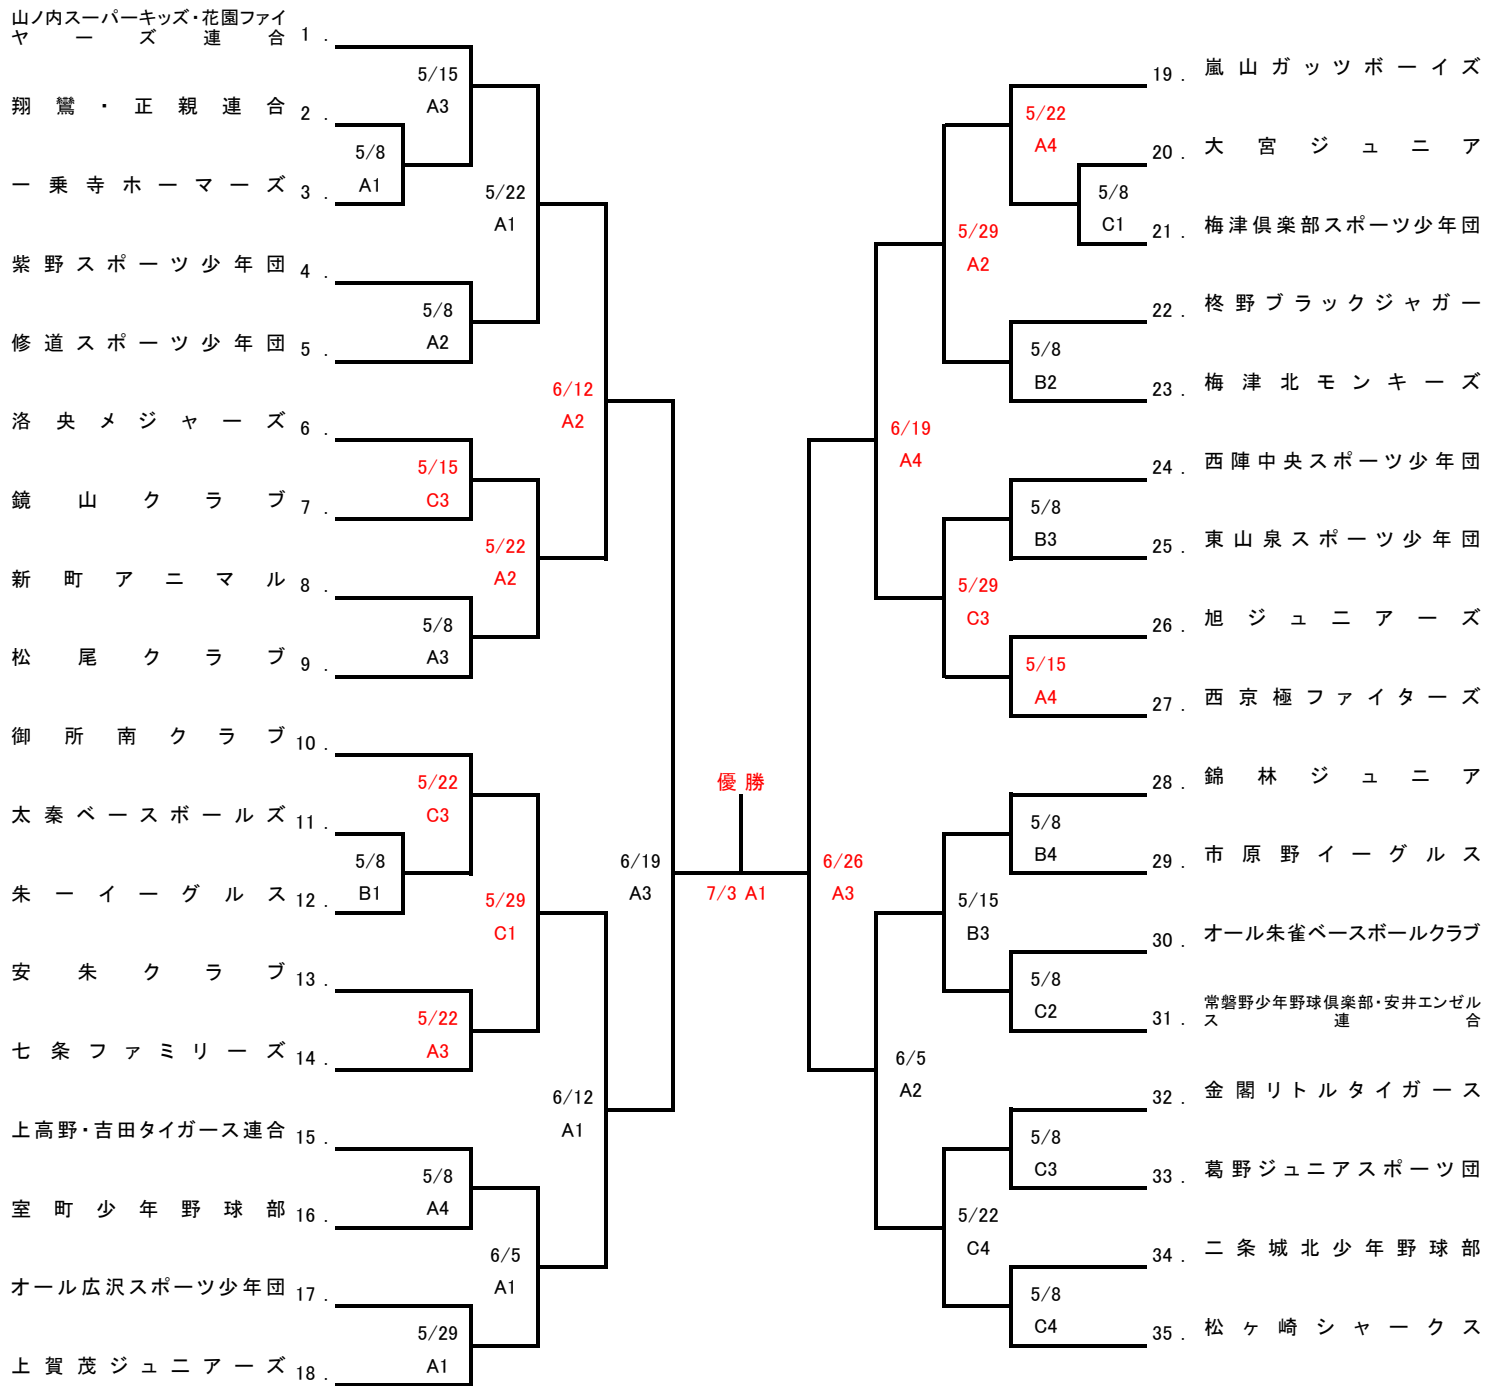 山ノ内スーパーキッズ・花園ファイ
ヤーズ連合 1 .
翔鸞・正親連合 2 .
一乗寺ホーマーズ 3 .
紫野スポーツ少年団 4 .
修道スポーツ少年団 5 .
洛央メジャーズ 6 .
鏡山クラブ 7 .
新町アニマル 8 .
松尾クラブ 9 .
御所南クラブ 10 .
太秦ベースボールズ 11 .
朱一イーグルス 12 .
安朱クラブ 13 .
七条ファミリーズ 14 .
上高野・吉田タイガース連合 15 .
室町少年野球部 16 .
オール広沢スポーツ少年団 17 .
上賀茂ジュニアーズ 18 .
5/15
A3
5/8
A1
5/22
A1
5/8
A2
6/12
A2
5/15
C3
5/22
A2
5/8
A3
5/22
C3
5/8
B1
5/29
C1
5/22
A3
6/12
A1
5/8
A4
6/5
A1
5/29
A1
6/19
A3
優勝
7/3 A1
6/26
A3
5/22
A4
5/8
C1
5/29
A2
5/8
B2
6/19
A4
5/8
B3
5/29
C3
5/15
A4
5/8
B4
5/15
B3
5/8
C2
6/5
A2
5/8
C3
5/22
C4
5/8
C4
19 . 嵐山ガッツボーイズ
20 . 大宮ジュニア
21 . 梅津倶楽部スポーツ少年団
22 . 柊野ブラックジャガー
23 . 梅津北モンキーズ
24 . 西陣中央スポーツ少年団
25 . 東山泉スポーツ少年団
26 . 旭ジュニアーズ
27 . 西京極ファイターズ
28 . 錦林ジュニア
29 . 市原野イーグルス
30 . オール朱雀ベースボールクラブ
31 . 常磐野少年野球倶楽部・安井エンゼル
ス連合
32 . 金閣リトルタイガース
33 . 葛野ジュニアスポーツ団
34 . 二条城北少年野球部
35 . 松ヶ崎シャークス